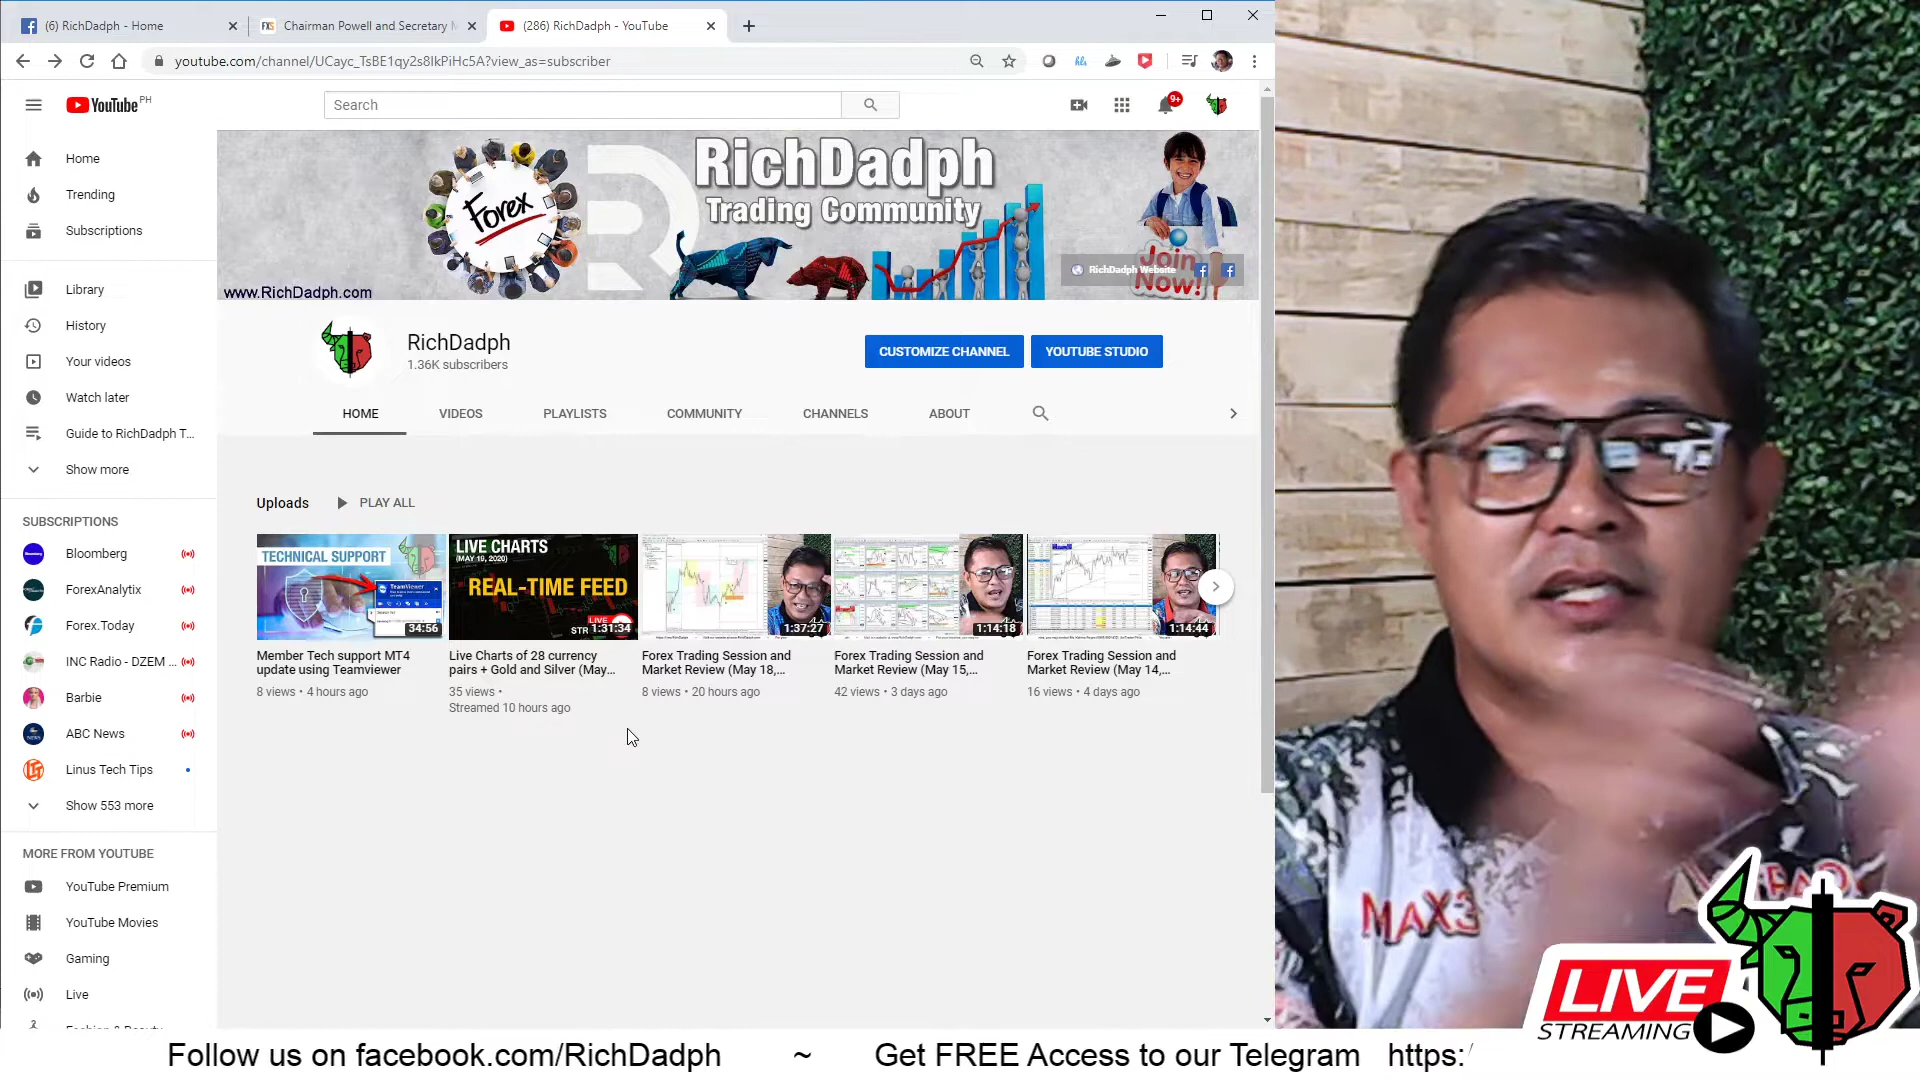 (6) RichDadph - Home
Chairman Powell and Secretary M
(286) RichDadph - YouTube
youtube.com/channel/UCayc_TsBE1qy2s8IkPiHc5A?view_as=subscriber
YouTube PH
Search
9+
Home
Trending
Subscriptions
Library
History
Your videos
Watch later
Guide to RichDadph T...
Show more
SUBSCRIPTIONS
Bloomberg
ForexAnalytix
Forex.Today
INC Radio - DZEM ...
Barbie
ABC News
Linus Tech Tips
Show 553 more
MORE FROM YOUTUBE
YouTube Premium
YouTube Movies
Gaming
Live
Forex
RichDadph
Trading Community
Join
Now!
RichDadph Website
www.RichDadph.com
RichDadph
1.36K subscribers
CUSTOMIZE CHANNEL
YOUTUBE STUDIO
HOME
VIDEOS
PLAYLISTS
COMMUNITY
CHANNELS
ABOUT
Uploads
PLAY ALL
TECHNICAL SUPPORT
TeamViewer
34:56
Member Tech support MT4
update using Teamviewer
8 views • 4 hours ago
LIVE CHARTS
(MAY 19, 2020)
REAL-TIME FEED
LIVE
STR
1:31:34
Live Charts of 28 currency
pairs + Gold and Silver (May...
35 views •
Streamed 10 hours ago
1:37:27
Forex Trading Session and
Market Review (May 18,...
8 views • 20 hours ago
1:14:18
Forex Trading Session and
Market Review (May 15,...
42 views • 3 days ago
1:14:44
Forex Trading Session and
Market Review (May 14,...
16 views • 4 days ago
MAX3
LIVE
STREAMING
Follow us on facebook.com/RichDadph ~ Get FREE Access to our Telegram https:/